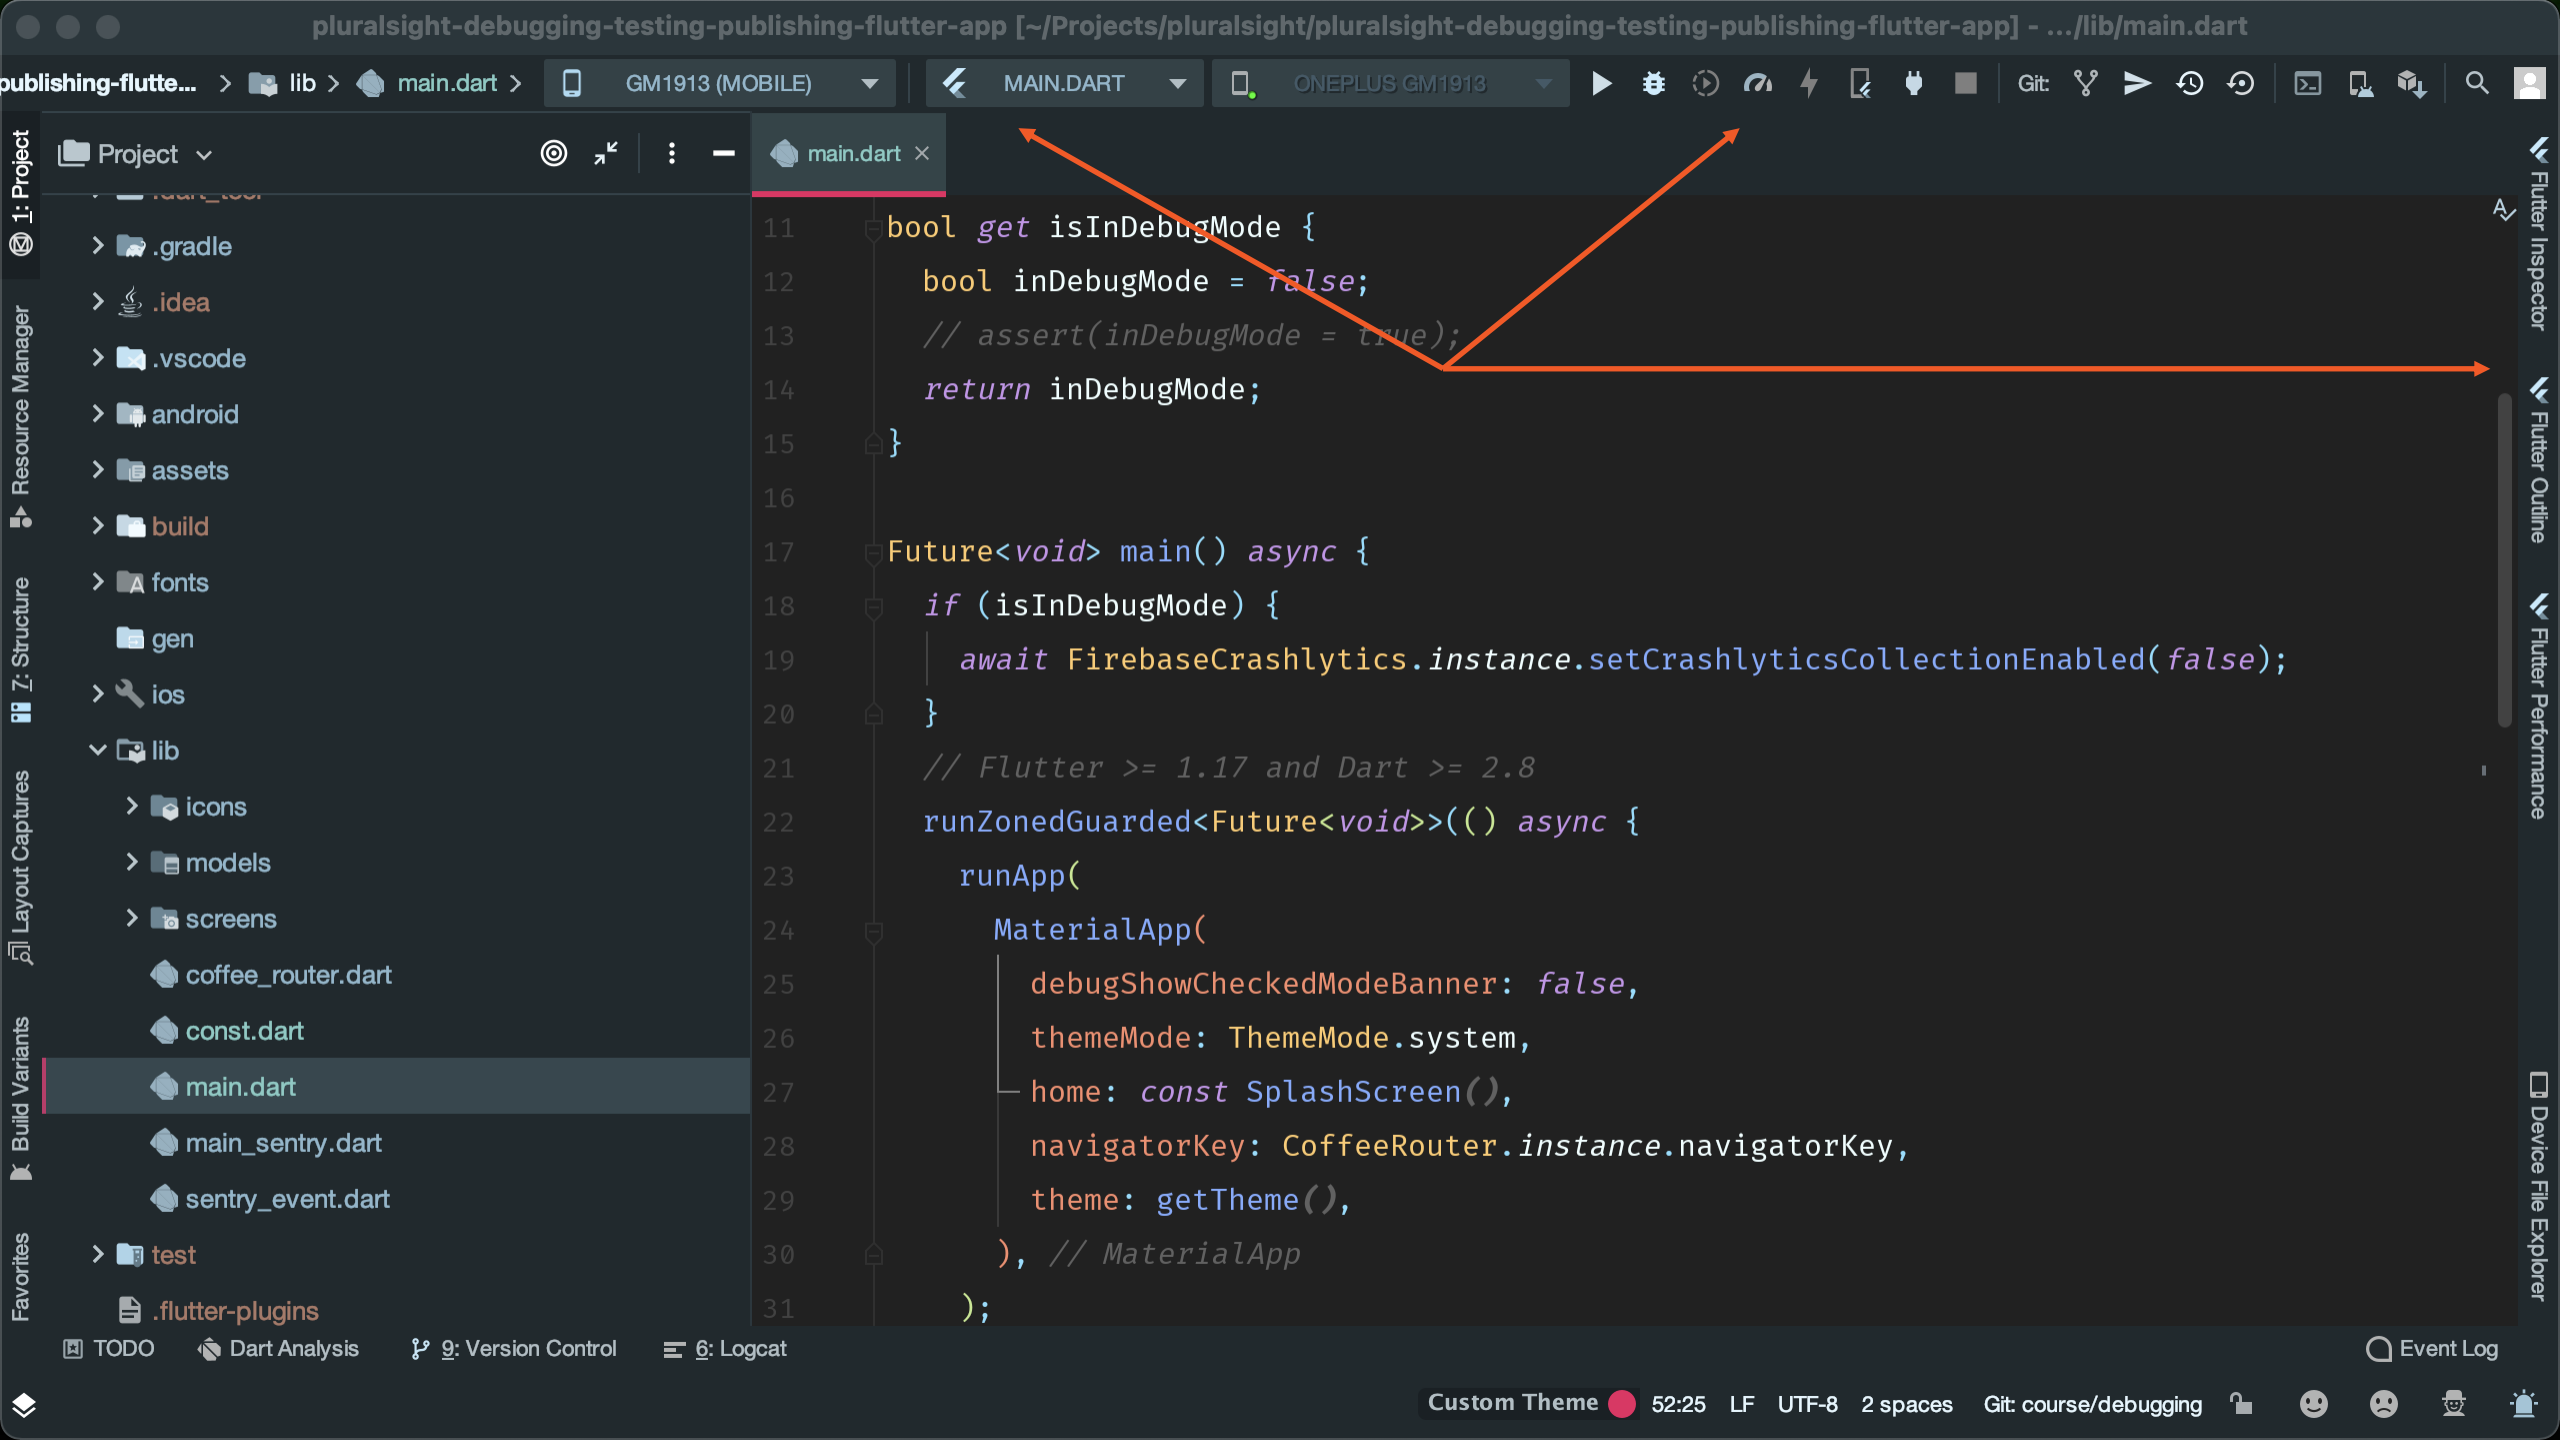 pluralsight-debugging-testing-publishing-flutter-app [~/Projects/pluralsight/pluralsight-debugging-testing-publishing-flutter-app] - .../lib/main.dart
publishing-flutte... lib main.dart GM1913 (MOBILE) MAIN.DART ONEPLUS GM1913 Git:
Project
main.dart
1: Project
Resource Manager
7: Structure
Layout Captures
Build Variants
Favorites
.dart_tool
.gradle
.idea
.vscode
android
assets
build
fonts
gen
ios
lib
icons
models
screens
coffee_router.dart
const.dart
main.dart
main_sentry.dart
sentry_event.dart
test
.flutter-plugins
11 bool get isInDebugMode {
12 bool inDebugMode = false;
13 // assert(inDebugMode = true);
14 return inDebugMode;
15 }
16
17 Future<void> main() async {
18 if (isInDebugMode) {
19 await FirebaseCrashlytics.instance.setCrashlyticsCollectionEnabled(false);
20 }
21 // Flutter >= 1.17 and Dart >= 2.8
22 runZonedGuarded<Future<void>>(() async {
23 runApp(
24 MaterialApp(
25 debugShowCheckedModeBanner: false,
26 themeMode: ThemeMode.system,
27 home: const SplashScreen(),
28 navigatorKey: CoffeeRouter.instance.navigatorKey,
29 theme: getTheme(),
30 ), // MaterialApp
31 );
Flutter Inspector
Flutter Outline
Flutter Performance
Device File Explorer
TODO Dart Analysis 9: Version Control 6: Logcat Event Log
Custom Theme 52:25 LF UTF-8 2 spaces Git: course/debugging